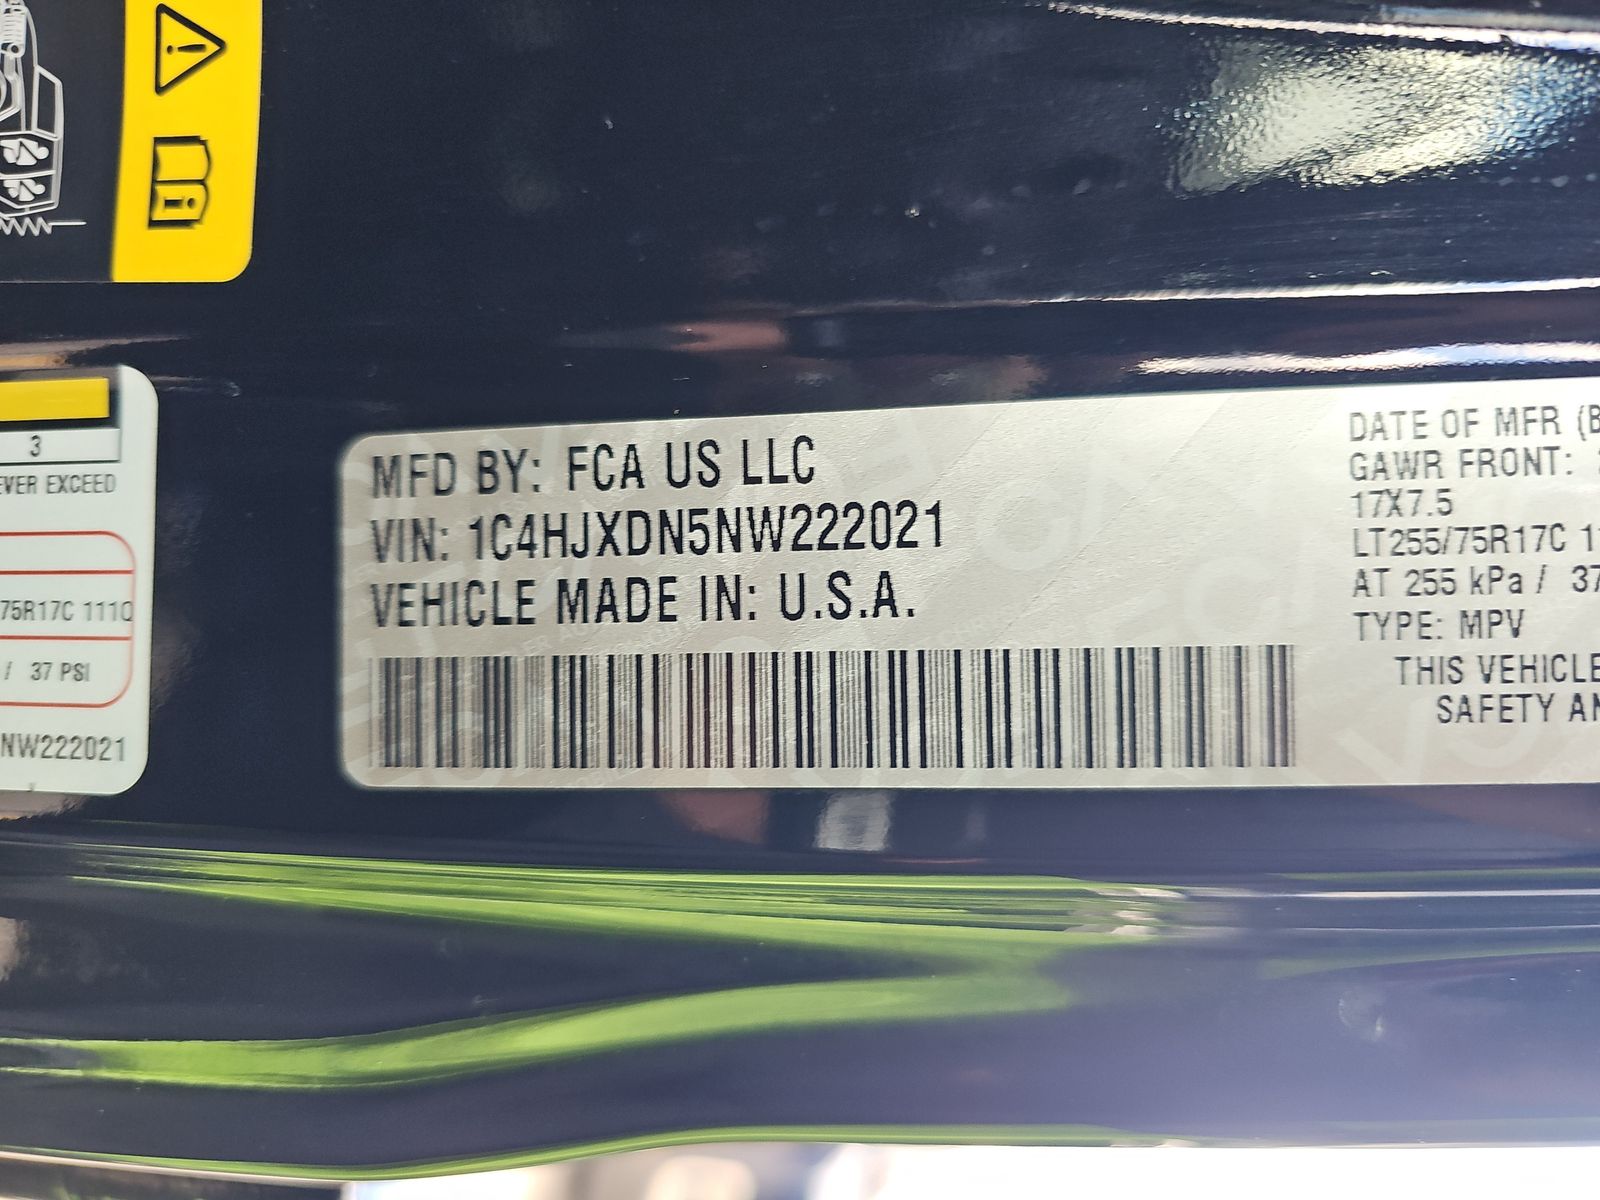 3
EVER EXCEED
75R17C 111Q
/ 37 PSI
NW222021
MFD BY: FCA US LLC
VIN: 1C4HJXDN5NW222021
VEHICLE MADE IN: U.S.A.
DATE OF MFR
GAWR FRONT:
17X7.5
LT255/75R17C
AT 255 kPa / 37
TYPE: MPV
THIS VEHICLE
SAFETY